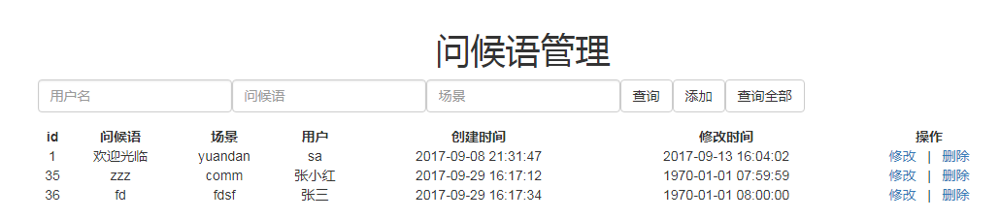 问候语管理
用户名 问候语 场景 查询 添加 查询全部
id 问候语 场景 用户 创建时间 修改时间 操作
1 欢迎光临 yuandan sa 2017-09-08 21:31:47 2017-09-13 16:04:02 修改 | 删除
35 zzz comm 张小红 2017-09-29 16:17:12 1970-01-01 07:59:59 修改 | 删除
36 fd fdsf 张三 2017-09-29 16:17:34 1970-01-01 08:00:00 修改 | 删除